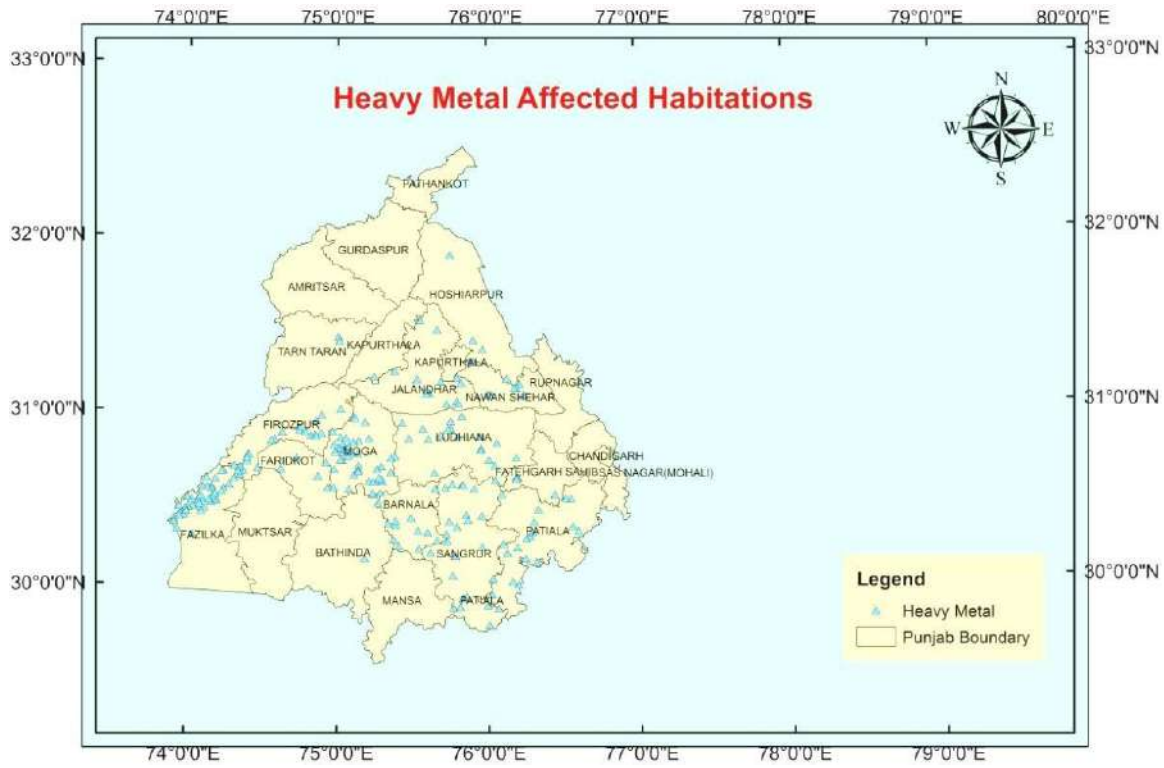 74°0'0"E 75°0'0"E 76°0'0"E 77°0'0"E 78°0'0"E 79°0'0"E 80°0'0"E
33°0'0"N 33°0'0"N
Heavy Metal Affected Habitations
N
W E
S
PATHANKOT
32°0'0"N 32°0'0"N
GURDASPUR
AMRITSAR
HOSHIARPUR
TARN TARAN KAPURTHALA
KAPURTHALA
JALANDHAR RUPNAGAR
NAWAN SHEHAR
31°0'0"N 31°0'0"N
FIROZPUR
LUDHIANA
MOGA
FARIDKOT CHANDIGARH
FATEHGARH SAHIB SAS NAGAR(MOHALI)
BARNALA
FAZILKA MUKTSAR PATIALA
BATHINDA SANGRUR
30°0'0"N 30°0'0"N
MANSA PATIALA
Legend
Heavy Metal
Punjab Boundary
74°0'0"E 75°0'0"E 76°0'0"E 77°0'0"E 78°0'0"E 79°0'0"E